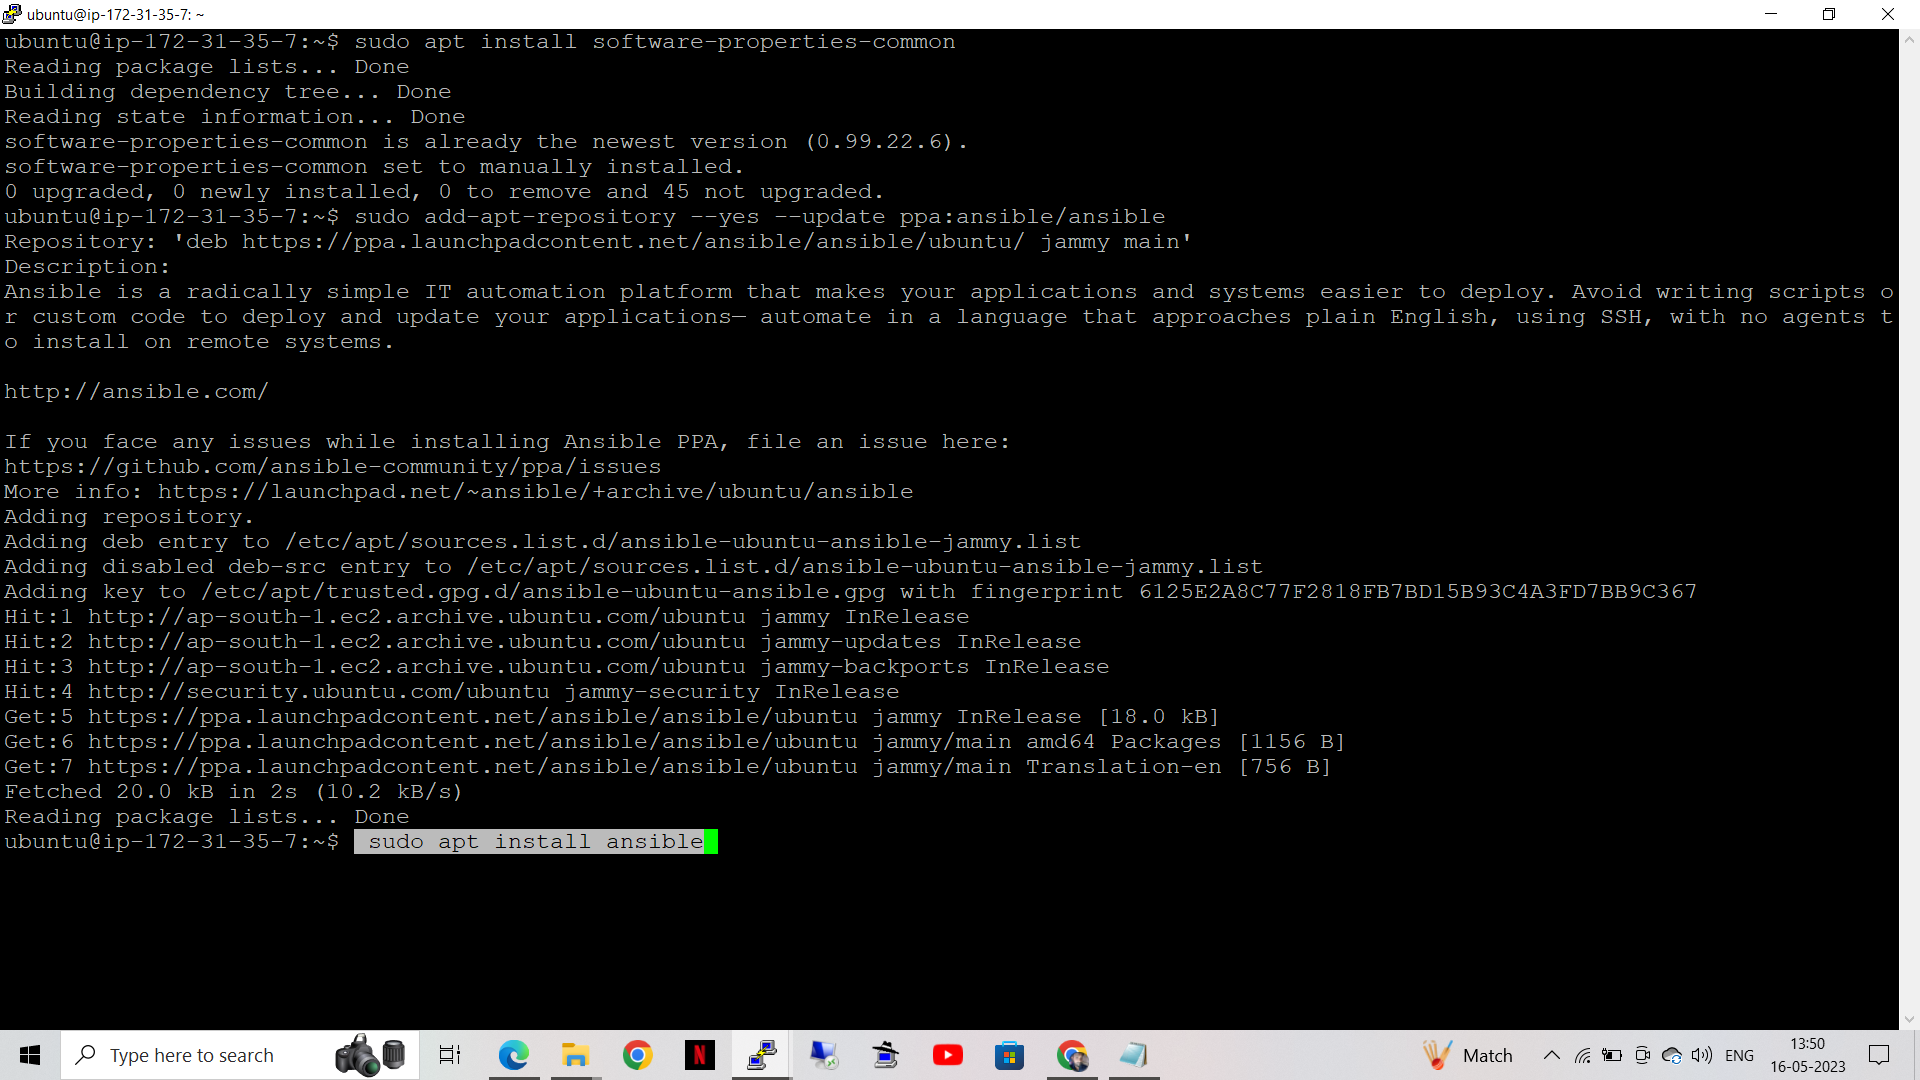 ubuntu@ip-172-31-35-7: ~
ubuntu@ip-172-31-35-7:~$ sudo apt install software-properties-common
Reading package lists... Done
Building dependency tree... Done
Reading state information... Done
software-properties-common is already the newest version (0.99.22.6).
software-properties-common set to manually installed.
0 upgraded, 0 newly installed, 0 to remove and 45 not upgraded.
ubuntu@ip-172-31-35-7:~$ sudo add-apt-repository --yes --update ppa:ansible/ansible
Repository: 'deb https://ppa.launchpadcontent.net/ansible/ansible/ubuntu/ jammy main'
Description:
Ansible is a radically simple IT automation platform that makes your applications and systems easier to deploy. Avoid writing scripts o
r custom code to deploy and update your applications— automate in a language that approaches plain English, using SSH, with no agents t
o install on remote systems.
http://ansible.com/
If you face any issues while installing Ansible PPA, file an issue here:
https://github.com/ansible-community/ppa/issues
More info: https://launchpad.net/~ansible/+archive/ubuntu/ansible
Adding repository.
Adding deb entry to /etc/apt/sources.list.d/ansible-ubuntu-ansible-jammy.list
Adding disabled deb-src entry to /etc/apt/sources.list.d/ansible-ubuntu-ansible-jammy.list
Adding key to /etc/apt/trusted.gpg.d/ansible-ubuntu-ansible.gpg with fingerprint 6125E2A8C77F2818FB7BD15B93C4A3FD7BB9C367
Hit:1 http://ap-south-1.ec2.archive.ubuntu.com/ubuntu jammy InRelease
Hit:2 http://ap-south-1.ec2.archive.ubuntu.com/ubuntu jammy-updates InRelease
Hit:3 http://ap-south-1.ec2.archive.ubuntu.com/ubuntu jammy-backports InRelease
Hit:4 http://security.ubuntu.com/ubuntu jammy-security InRelease
Get:5 https://ppa.launchpadcontent.net/ansible/ansible/ubuntu jammy InRelease [18.0 kB]
Get:6 https://ppa.launchpadcontent.net/ansible/ansible/ubuntu jammy/main amd64 Packages [1156 B]
Get:7 https://ppa.launchpadcontent.net/ansible/ansible/ubuntu jammy/main Translation-en [756 B]
Fetched 20.0 kB in 2s (10.2 kB/s)
Reading package lists... Done
ubuntu@ip-172-31-35-7:~$  sudo apt install ansible
Type here to search
N
Match
ENG
13:50
16-05-2023